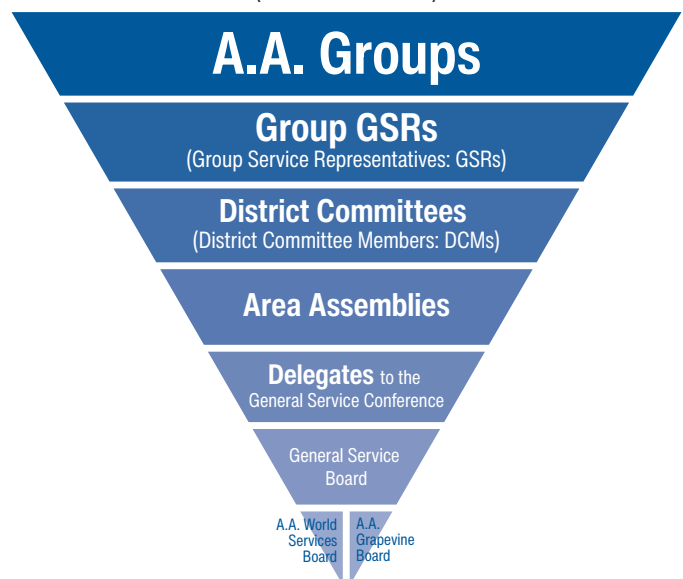 A.A. Groups
Group GSRs
(Group Service Representatives: GSRs)
District Committees
(District Committee Members: DCMs)
Area Assemblies
Delegates to the
General Service Conference
General Service
Board
A.A. World
Services
Board
A.A.
Grapevine
Board